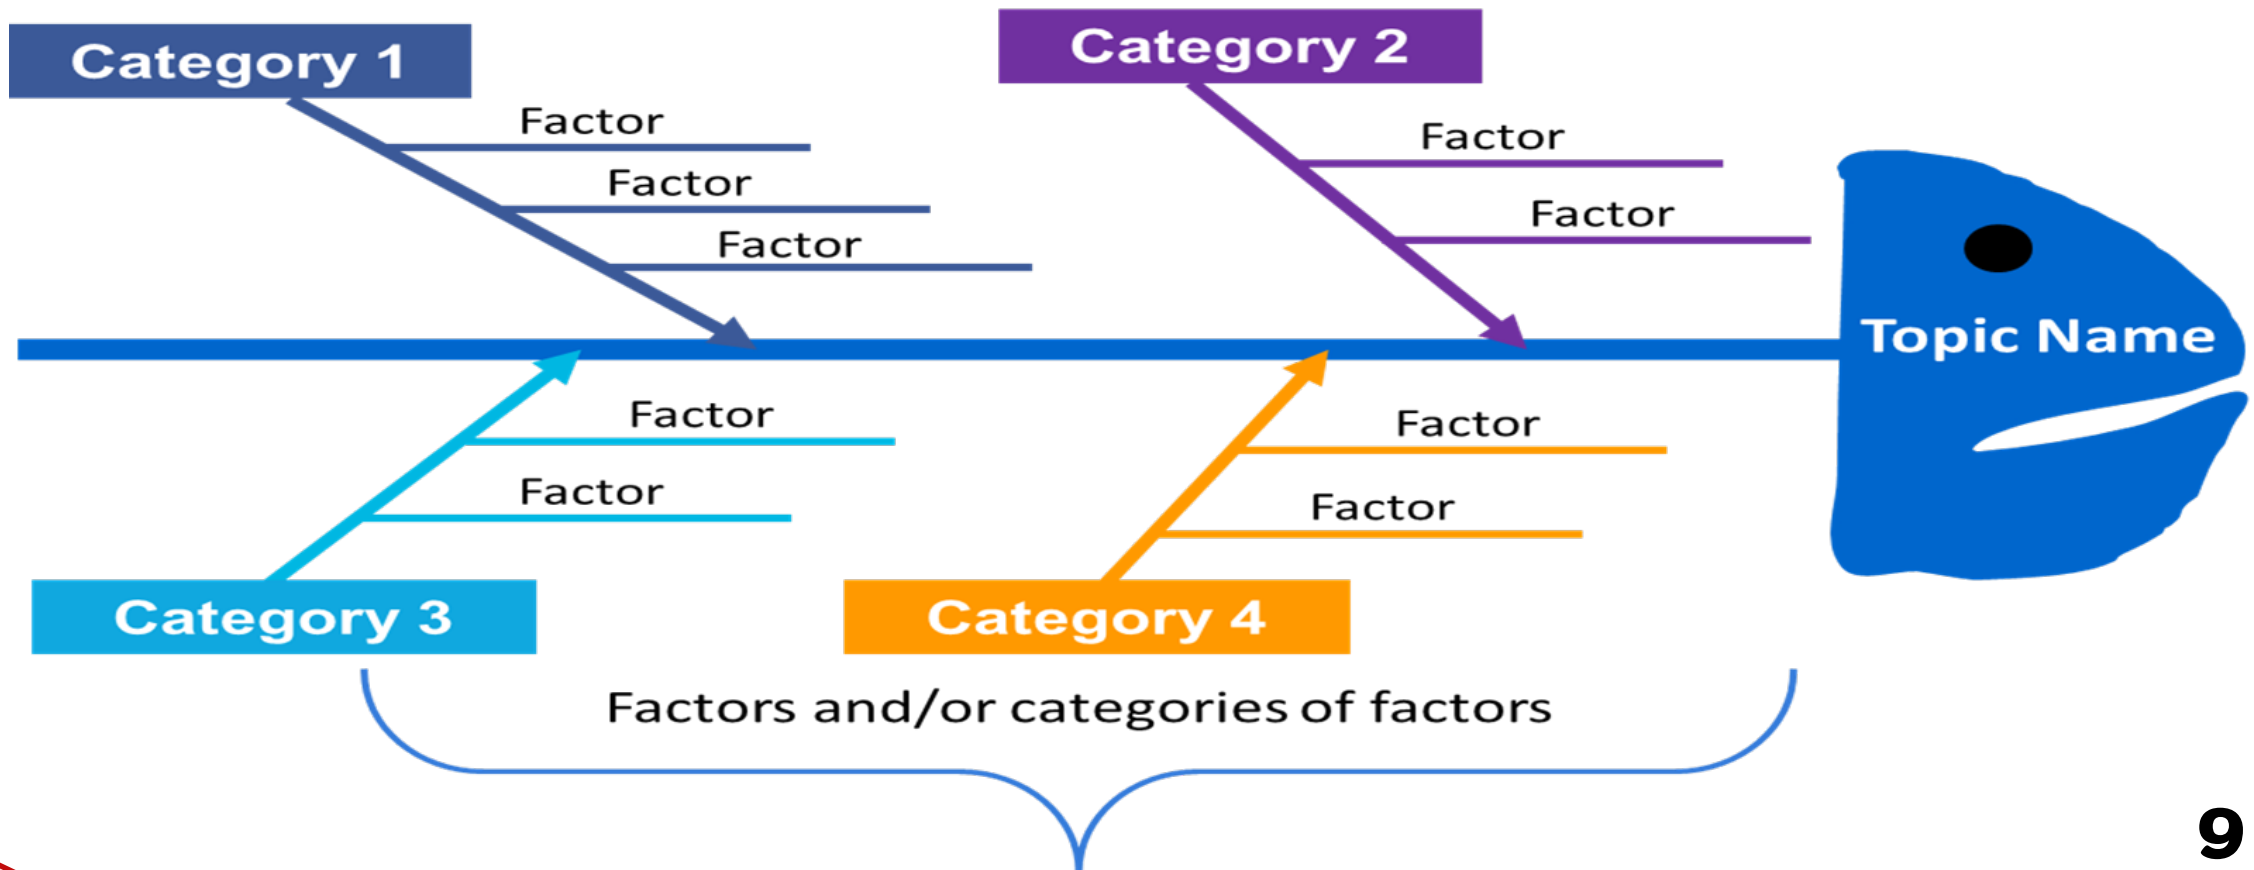 Category 1
Category 2
Factor
Factor
Factor
Factor
Factor
Topic Name
Factor
Factor
Factor
Factor
Category 3
Category 4
Factors and/or categories of factors
9